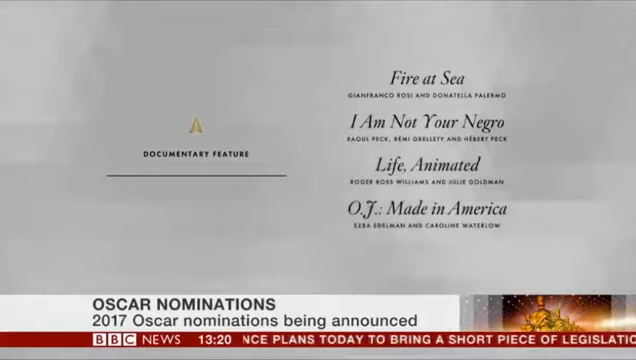 DOCUMENTARY FEATURE
Fire at Sea
GIANFRANCO ROSI AND DONATELLA PALERMO
I Am Not Your Negro
RAOUL PECK, RÉMI GRELLETY AND HÉBERT PECK
Life, Animated
ROGER ROSS WILLIAMS AND JULIE GOLDMAN
O.J.: Made in America
EZRA EDELMAN AND CAROLINE WATERLOW
OSCAR NOMINATIONS
2017 Oscar nominations being announced
BBC NEWS 13:20 NCE PLANS TODAY TO BRING A SHORT PIECE OF LEGISLATIO